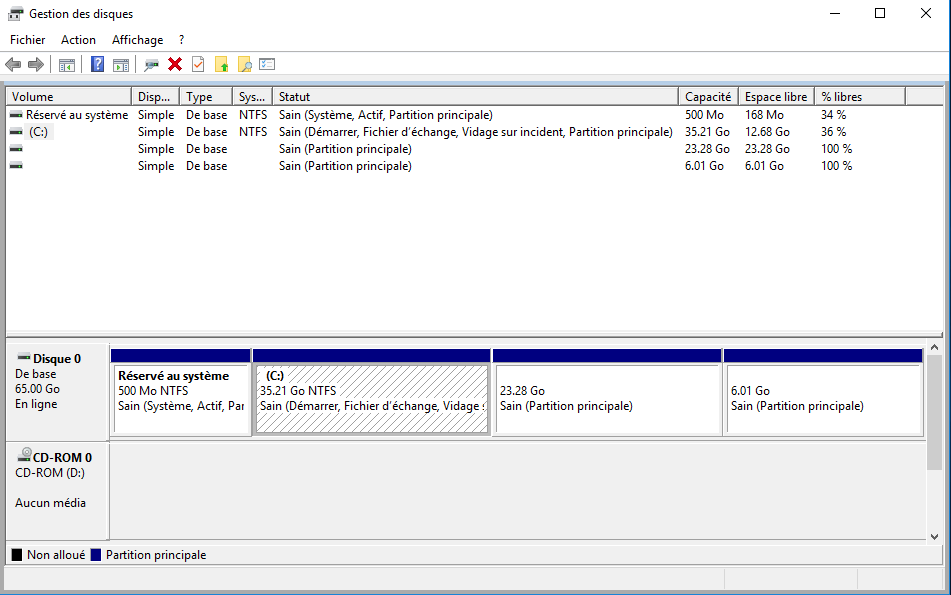 Gestion des disques
Fichier Action Affichage ?
Volume Disp... Type Sys... Statut Capacité Espace libre % libres
Réservé au système Simple De base NTFS Sain (Système, Actif, Partition principale) 500 Mo 168 Mo 34 %
(C:) Simple De base NTFS Sain (Démarrer, Fichier d'échange, Vidage sur incident, Partition principale) 35.21 Go 12.68 Go 36 %
Simple De base Sain (Partition principale) 23.28 Go 23.28 Go 100 %
Simple De base Sain (Partition principale) 6.01 Go 6.01 Go 100 %
Disque 0
De base
65.00 Go
En ligne
Réservé au système
500 Mo NTFS
Sain (Système, Actif, Par
(C:)
35.21 Go NTFS
Sain (Démarrer, Fichier d'échange, Vidage s
23.28 Go
Sain (Partition principale)
6.01 Go
Sain (Partition principale)
CD-ROM 0
CD-ROM (D:)
Aucun média
Non alloué Partition principale